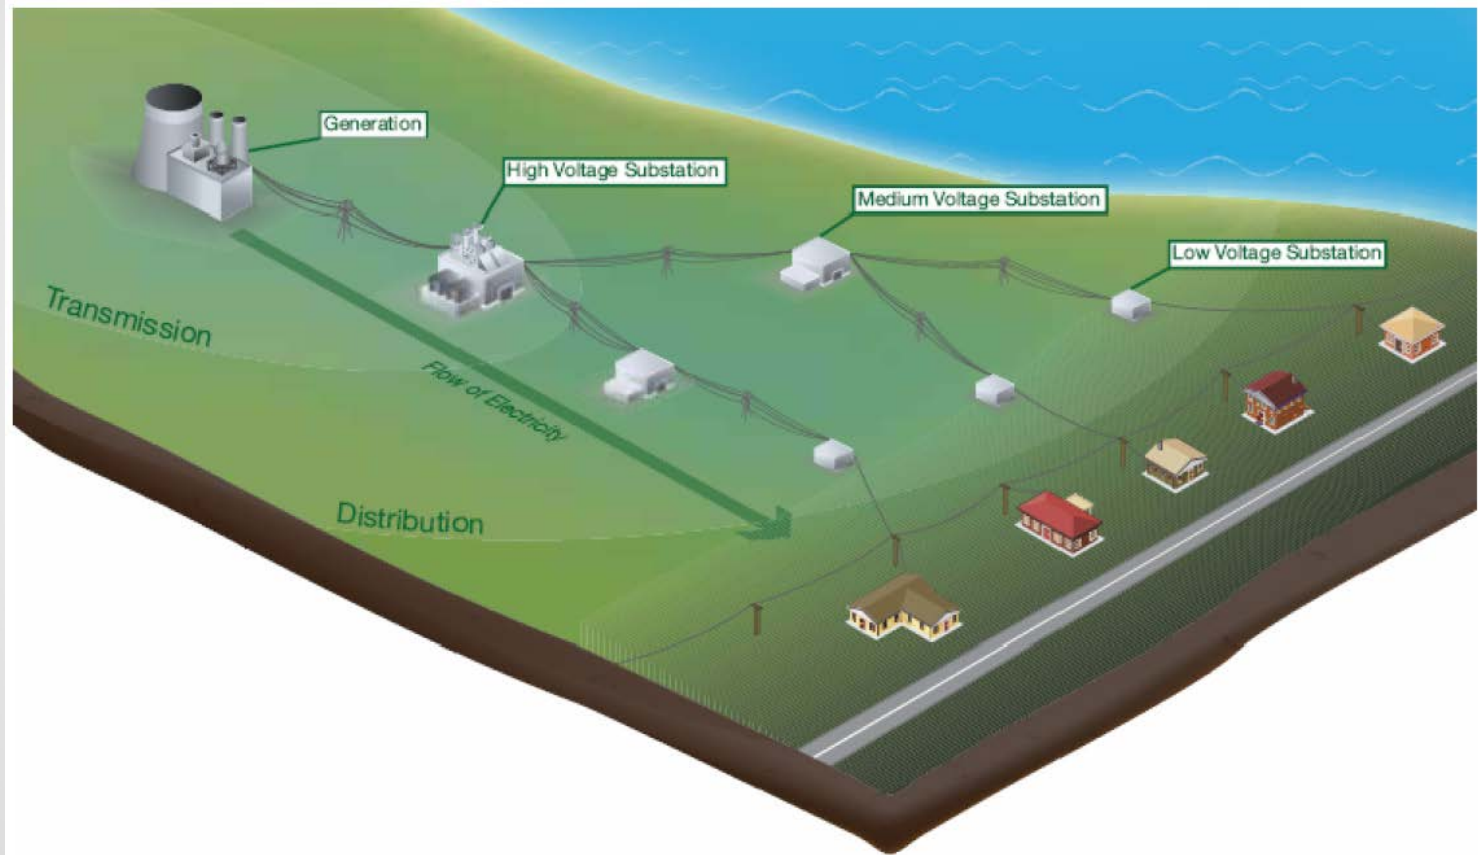 Generation
High Voltage Substation
Medium Voltage Substation
Low Voltage Substation
Transmission
Flow of Electricity
Distribution